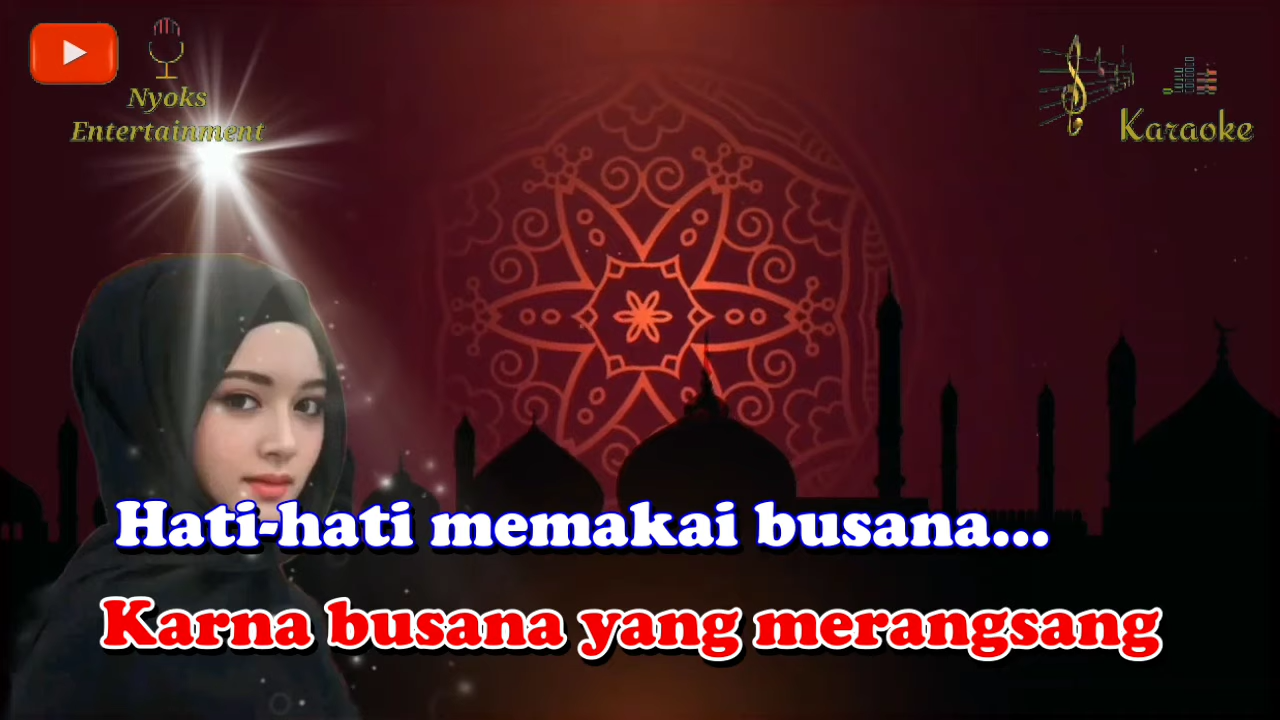 Nyoks
Entertainment
Karaoke
Hati-hati memakai busana...
Karna busana yang merangsang